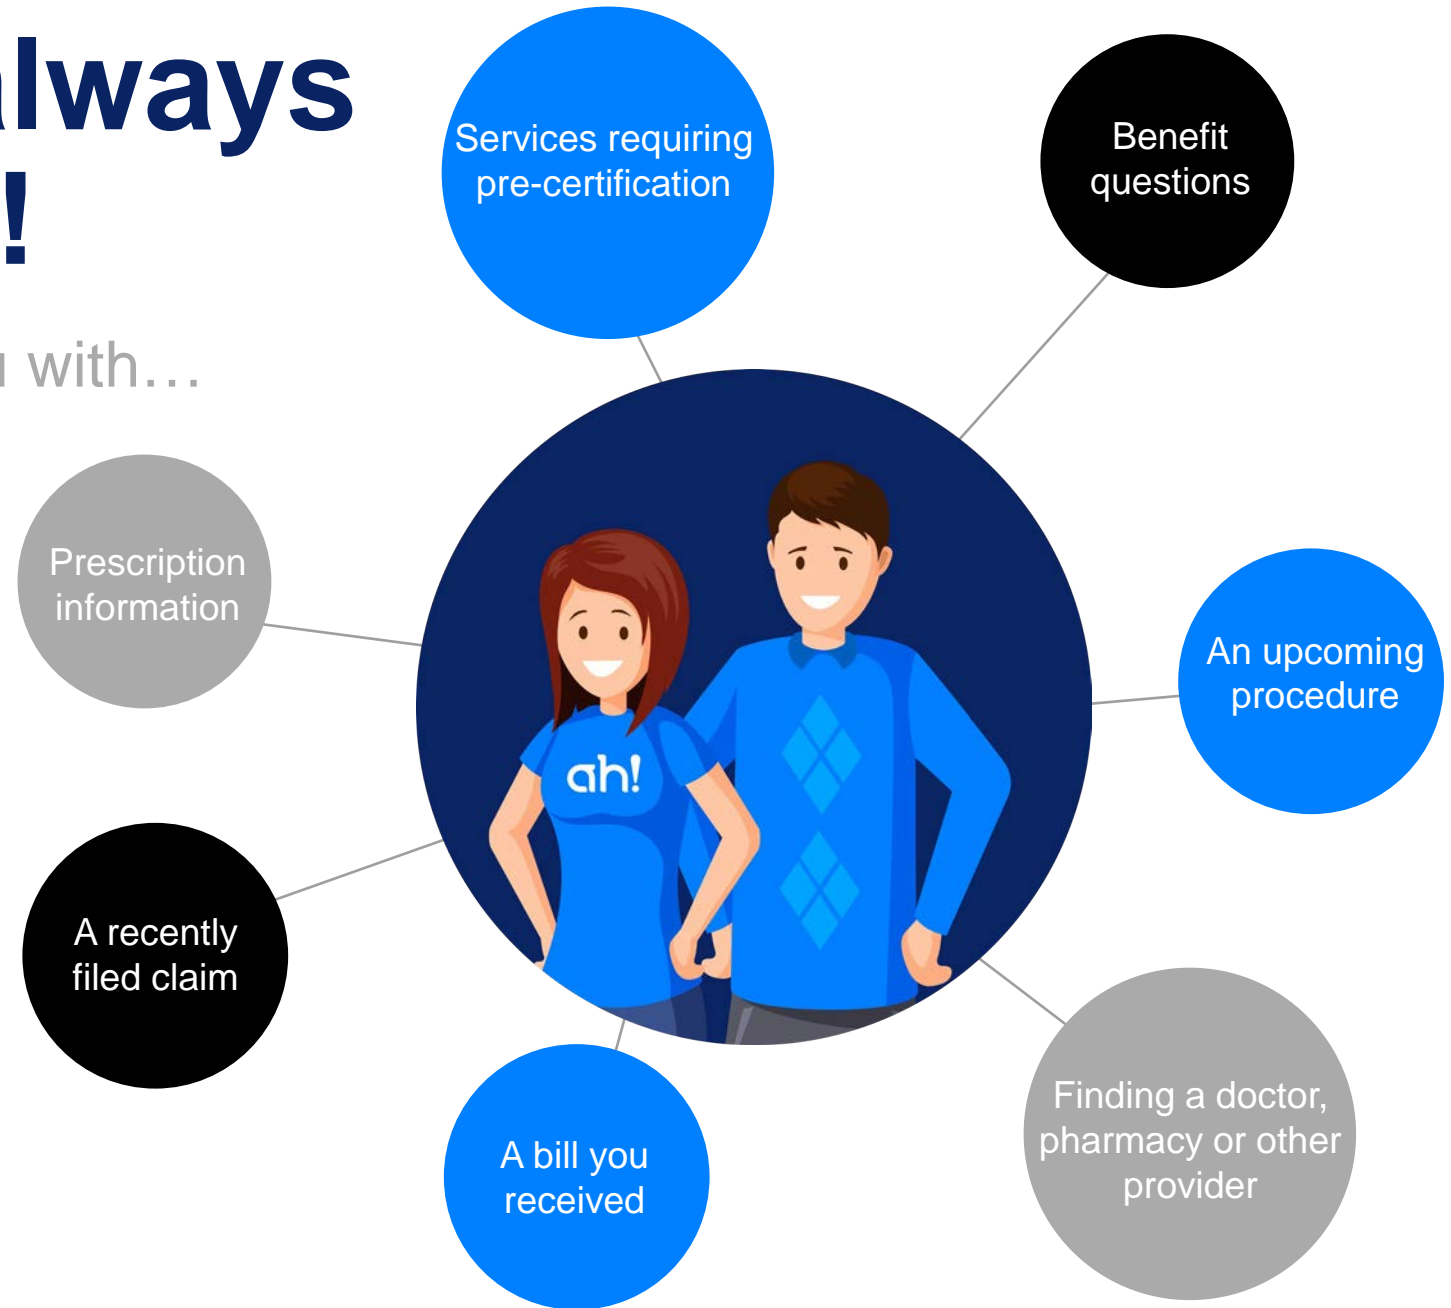 always
!
with…
Services requiring
pre-certification
Benefit
questions
Prescription
information
ah!
An upcoming
procedure
A recently
filed claim
A bill you
received
Finding a doctor,
pharmacy or other
provider